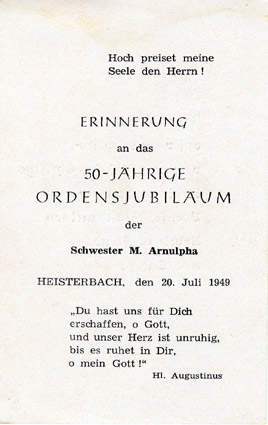 Hoch preiset meine
Seele den Herrn !
ERINNERUNG
an das
50-JÄHRIGE
ORDENSJUBILÄUM
der
Schwester M. Arnulpha
HEISTERBACH, den 20. Juli 1949
„Du hast uns für Dich
erschaffen, o Gott,
und unser Herz ist unruhig,
bis es ruhet in Dir,
o mein Gott !“
Hl. Augustinus